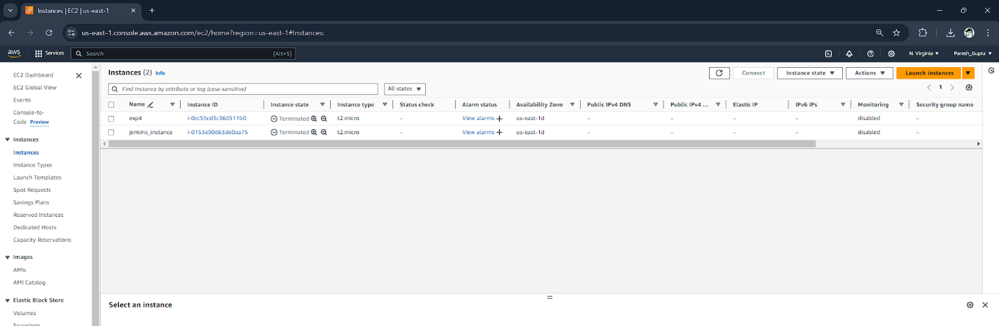 Instances | EC2 | us-east-1
us-east-1.console.aws.amazon.com/ec2/home?region=us-east-1#Instances:
aws Services Search [Alt+S] N. Virginia Paresh_Gupta
EC2 Dashboard
EC2 Global View
Events
Console-to-
Code Preview
Instances
Instances
Instance Types
Launch Templates
Spot Requests
Savings Plans
Reserved Instances
Dedicated Hosts
Capacity Reservations
Images
AMIs
AMI Catalog
Elastic Block Store
Volumes
Snapshots
Instances (2) Info Connect Instance state Actions Launch instances
Find Instance by attribute or tag (case-sensitive) All states 1
Name Instance ID Instance state Instance type Status check Alarm status Availability Zone Public IPv4 DNS Public IPv4 ... Elastic IP IPv6 IPs Monitoring Security group name
exp4 i-0cc55cd3c360511b0 Terminated t2.micro – View alarms + us-east-1d – – – – disabled –
jenkins_instance i-0153e90d63de0aa75 Terminated t2.micro – View alarms + us-east-1d – – – – disabled –
Select an instance